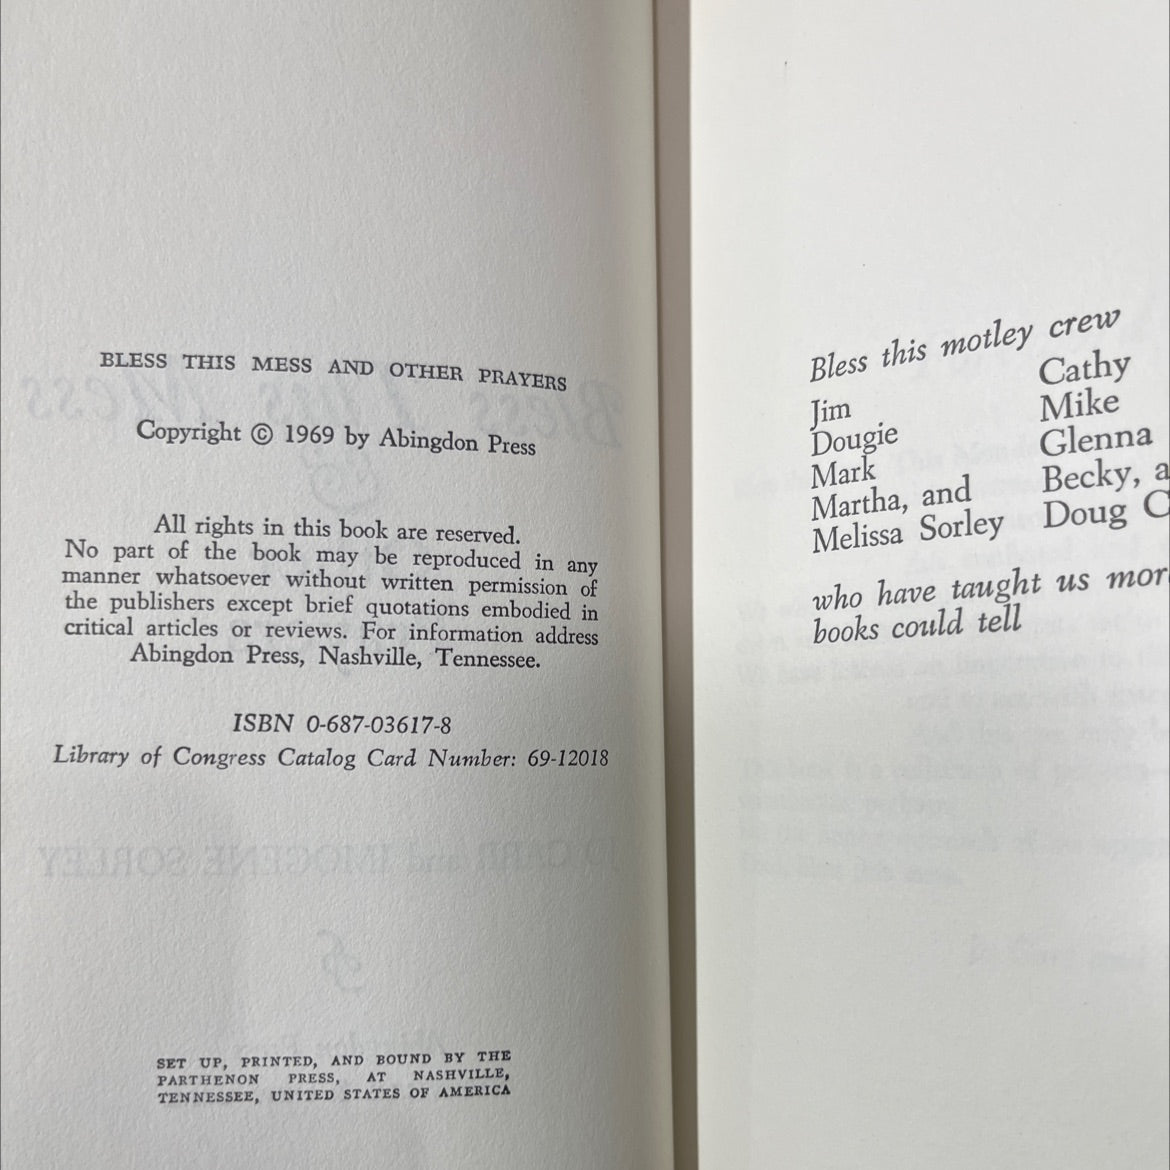 BLESS THIS MESS AND OTHER PRAYERS
Copyright © 1969 by Abingdon Press
All rights in this book are reserved.
No part of the book may be reproduced in any
manner whatsoever without written permission of
the publishers except brief quotations embodied in
critical articles or reviews. For information address
Abingdon Press, Nashville, Tennessee.
ISBN 0-687-03617-8
Library of Congress Catalog Card Number: 69-12018
SET UP, PRINTED, AND BOUND BY THE
PARTHENON PRESS, AT NASHVILLE,
TENNESSEE, UNITED STATES OF AMERICA
Bless this motley crew
Jim
Dougie
Mark
Martha, and
Melissa Sorley
Cathy
Mike
Glenna
Becky, a
Doug C
who have taught us mor
books could tell